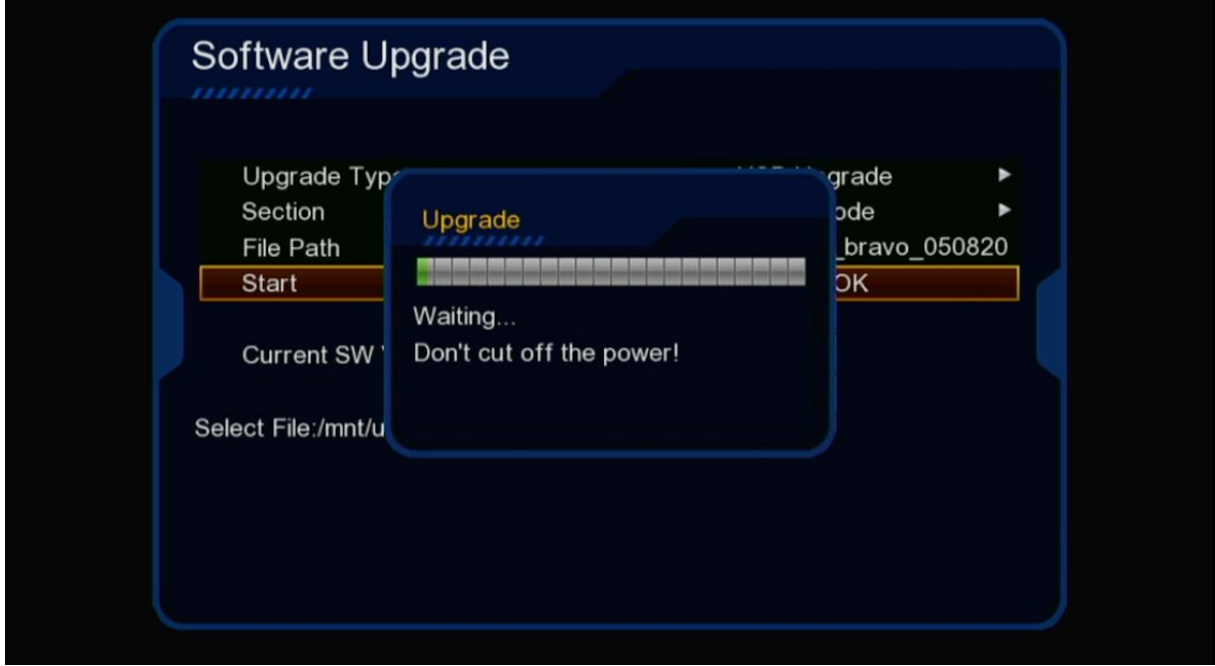 Software Upgrade
Upgrade
grade
Section
ode
File Path
_bravo_050820
Start
OK
Upgrade
Waiting...
Don't cut off the power!
Current SW
Select File:/mnt/u